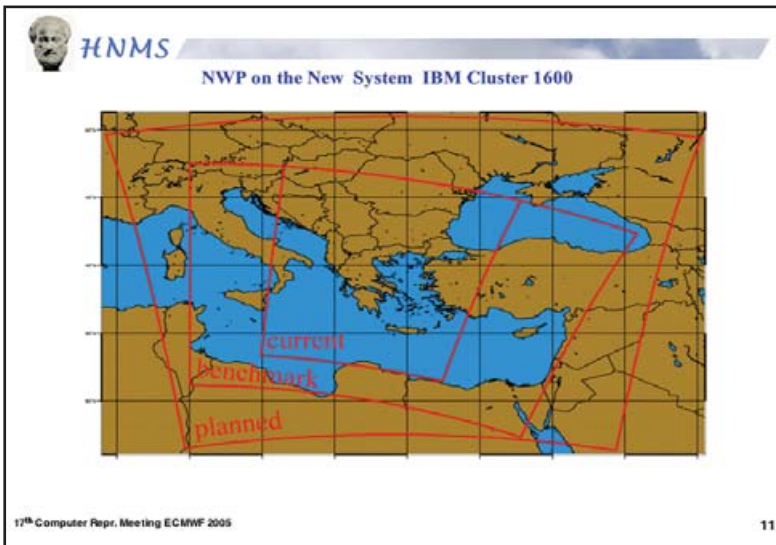 HNMS
NWP on the New System IBM Cluster 1600
current
benchmark
planned
17th Computer Repr. Meeting ECMWF 2005
11